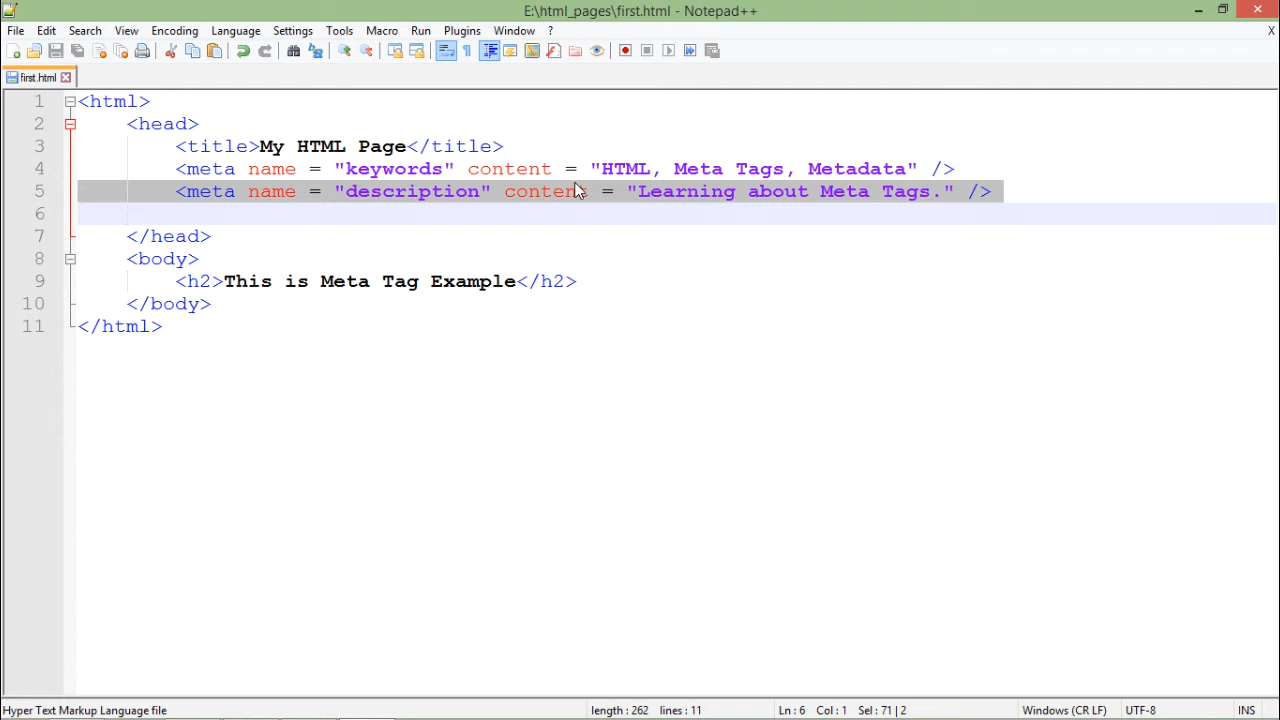 E:\html_pages\first.html - Notepad++
File Edit Search View Encoding Language Settings Tools Macro Run Plugins Window ? X
first.html
1 <html>
2 <head>
3 <title>My HTML Page</title>
4 <meta name = "keywords" content = "HTML, Meta Tags, Metadata" />
5 <meta name = "description" content = "Learning about Meta Tags." />
6
7 </head>
8 <body>
9 <h2>This is Meta Tag Example</h2>
10 </body>
11 </html>
Hyper Text Markup Language file length : 262 lines : 11 Ln : 6 Col : 1 Sel : 71 | 2 Windows (CR LF) UTF-8 INS